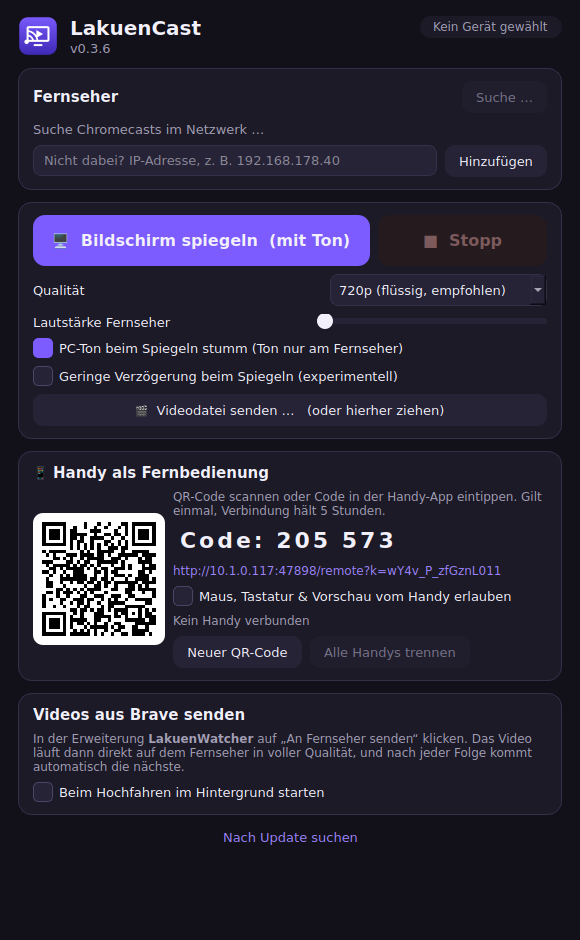 LakuenCast
v0.3.6
Kein Gerät gewählt
Fernseher
Suche …
Suche Chromecasts im Netzwerk …
Nicht dabei? IP-Adresse, z. B. 192.168.178.40
Hinzufügen
Bildschirm spiegeln (mit Ton)
Stopp
Qualität
720p (flüssig, empfohlen)
Lautstärke Fernseher
PC-Ton beim Spiegeln stumm (Ton nur am Fernseher)
Geringe Verzögerung beim Spiegeln (experimentell)
Videodatei senden … (oder hierher ziehen)
Handy als Fernbedienung
QR-Code scannen oder Code in der Handy-App eintippen. Gilt
einmal, Verbindung hält 5 Stunden.
Code: 205 573
http://10.1.0.117:47898/remote?k=wY4v_P_zfGznL011
Maus, Tastatur & Vorschau vom Handy erlauben
Kein Handy verbunden
Neuer QR-Code
Alle Handys trennen
Videos aus Brave senden
In der Erweiterung LakuenWatcher auf „An Fernseher senden“ klicken. Das Video
läuft dann direkt auf dem Fernseher in voller Qualität, und nach jeder Folge kommt
automatisch die nächste.
Beim Hochfahren im Hintergrund starten
Nach Update suchen